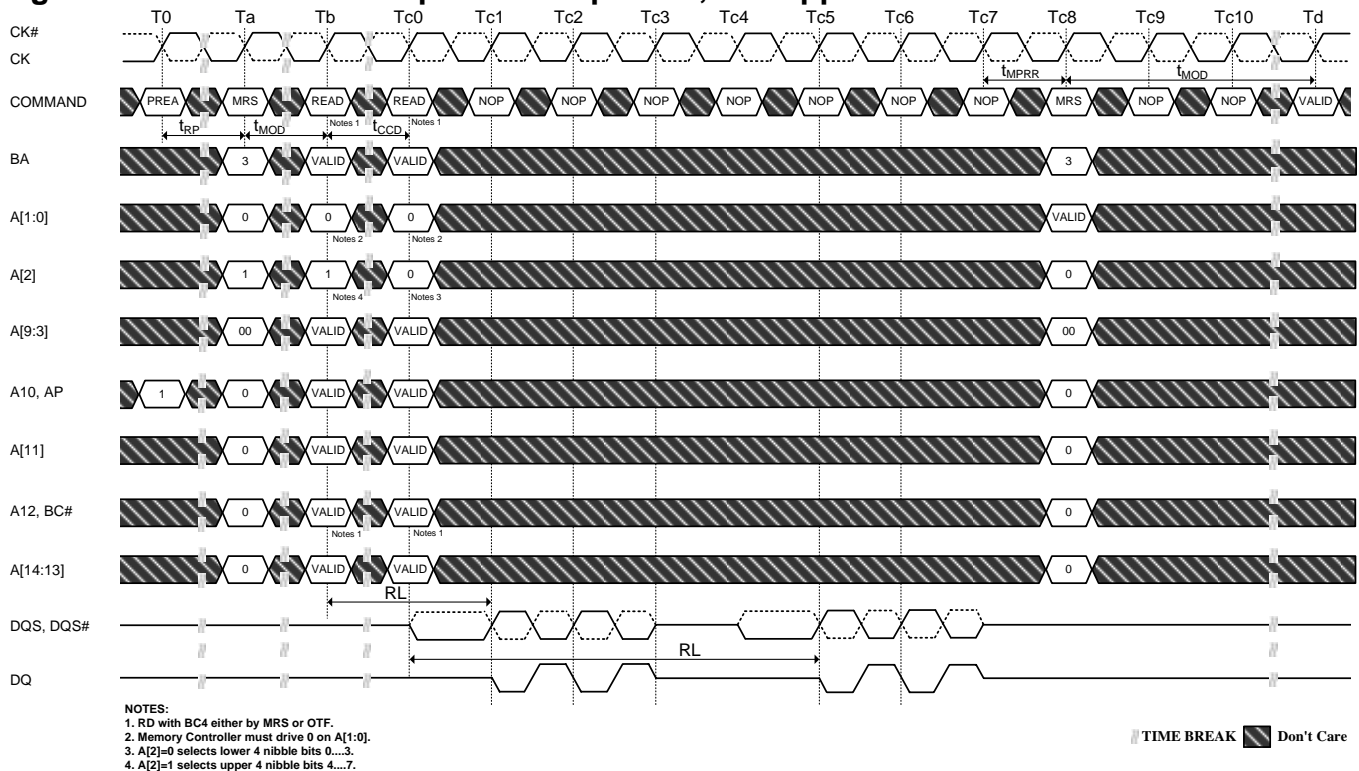 T0 Ta Tb Tc0 Tc1 Tc2 Tc3 Tc4 Tc5 Tc6 Tc7 Tc8 Tc9 Tc10 Td
CK#
CK
tMPRR tMOD
COMMAND PREA MRS READ READ NOP NOP NOP NOP NOP NOP NOP MRS NOP NOP VALID
Notes 1 Notes 1
tRP tMOD tCCD
BA 3 VALID VALID 3
A[1:0] 0 0 0 VALID
Notes 2 Notes 2
A[2] 1 1 0 0
Notes 4 Notes 3
A[9:3] 00 VALID VALID 00
A10, AP 1 0 VALID VALID 0
A[11] 0 VALID VALID 0
A12, BC# 0 VALID VALID 0
Notes 1 Notes 1
A[14:13] 0 VALID VALID 0
RL
DQS, DQS#
RL
DQ
NOTES:
1. RD with BC4 either by MRS or OTF.
2. Memory Controller must drive 0 on A[1:0].
3. A[2]=0 selects lower 4 nibble bits 0....3.
4. A[2]=1 selects upper 4 nibble bits 4....7.
TIME BREAK Don't Care